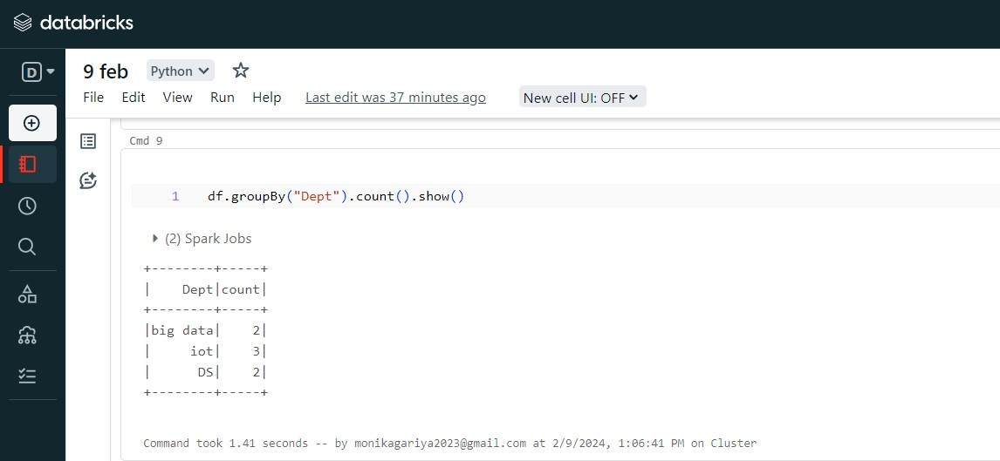 databricks
D
9 feb Python
File Edit View Run Help Last edit was 37 minutes ago New cell UI: OFF
Cmd 9
1 df.groupBy("Dept").count().show()
(2) Spark Jobs
+--------+-----+
|    Dept|count|
+--------+-----+
|big data|    2|
|     iot|    3|
|      DS|    2|
+--------+-----+
Command took 1.41 seconds -- by monikagariya2023@gmail.com at 2/9/2024, 1:06:41 PM on Cluster